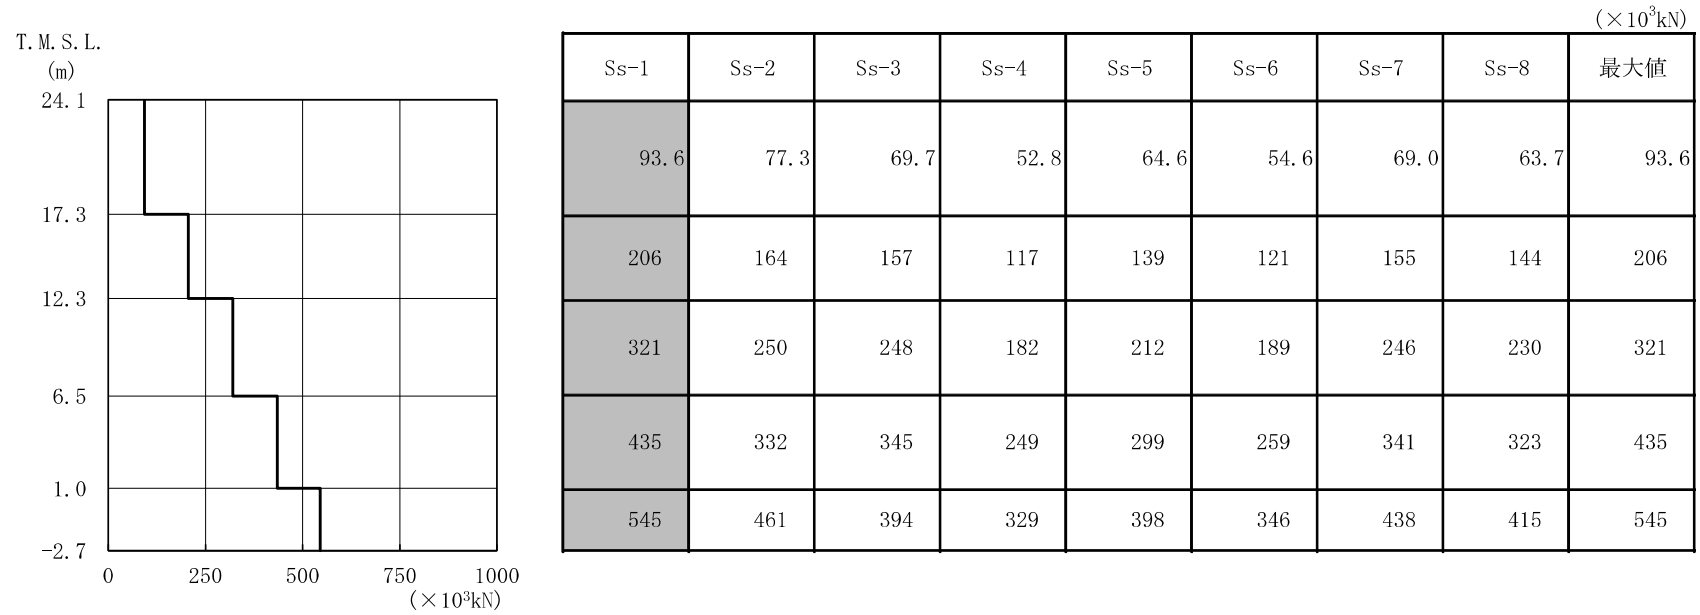 T.M.S.L.
(m)
24.1
17.3
12.3
6.5
1.0
-2.7
0 250 500 750 1000
(×10³kN)
(×10³kN)
Ss-1 Ss-2 Ss-3 Ss-4 Ss-5 Ss-6 Ss-7 Ss-8 最大値
93.6 77.3 69.7 52.8 64.6 54.6 69.0 63.7 93.6
206 164 157 117 139 121 155 144 206
321 250 248 182 212 189 246 230 321
435 332 345 249 299 259 341 323 435
545 461 394 329 398 346 438 415 545